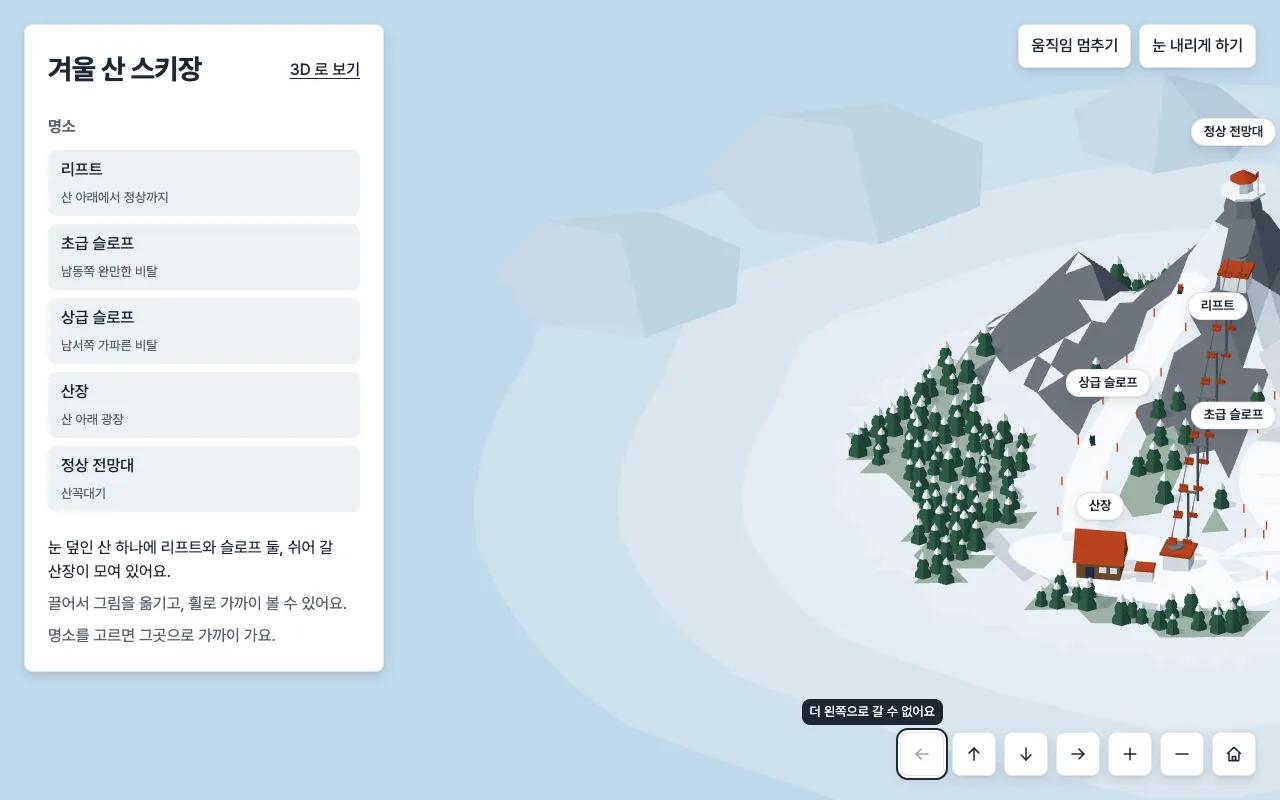 겨울 산 스키장
3D 로 보기
명소
리프트
산 아래에서 정상까지
초급 슬로프
남동쪽 완만한 비탈
상급 슬로프
남서쪽 가파른 비탈
산장
산 아래 광장
정상 전망대
산꼭대기
눈 덮인 산 하나에 리프트와 슬로프 둘, 쉬어 갈
산장이 모여 있어요.
끌어서 그림을 옮기고, 휠로 가까이 볼 수 있어요.
명소를 고르면 그곳으로 가까이 가요.
움직임 멈추기
눈 내리게 하기
정상 전망대
리프트
상급 슬로프
초급 슬로프
산장
더 왼쪽으로 갈 수 없어요